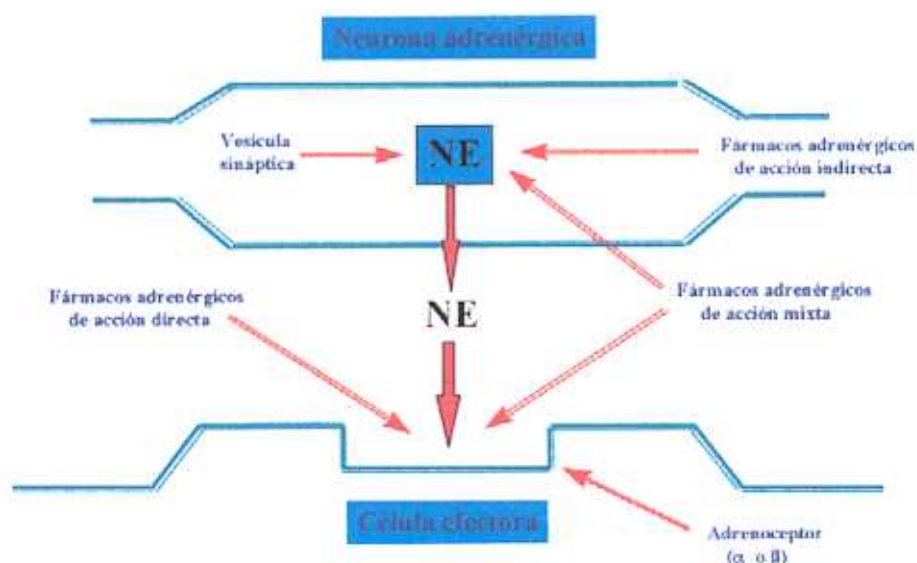 Neurona adrenérgica
Vesícula
sináptica
NE
Fármacos adrenérgicos
de acción indirecta
Fármacos adrenérgicos
de acción directa
NE
Fármacos adrenérgicos
de acción mixta
Célula efectora
Adrenoceptor
(α o β)